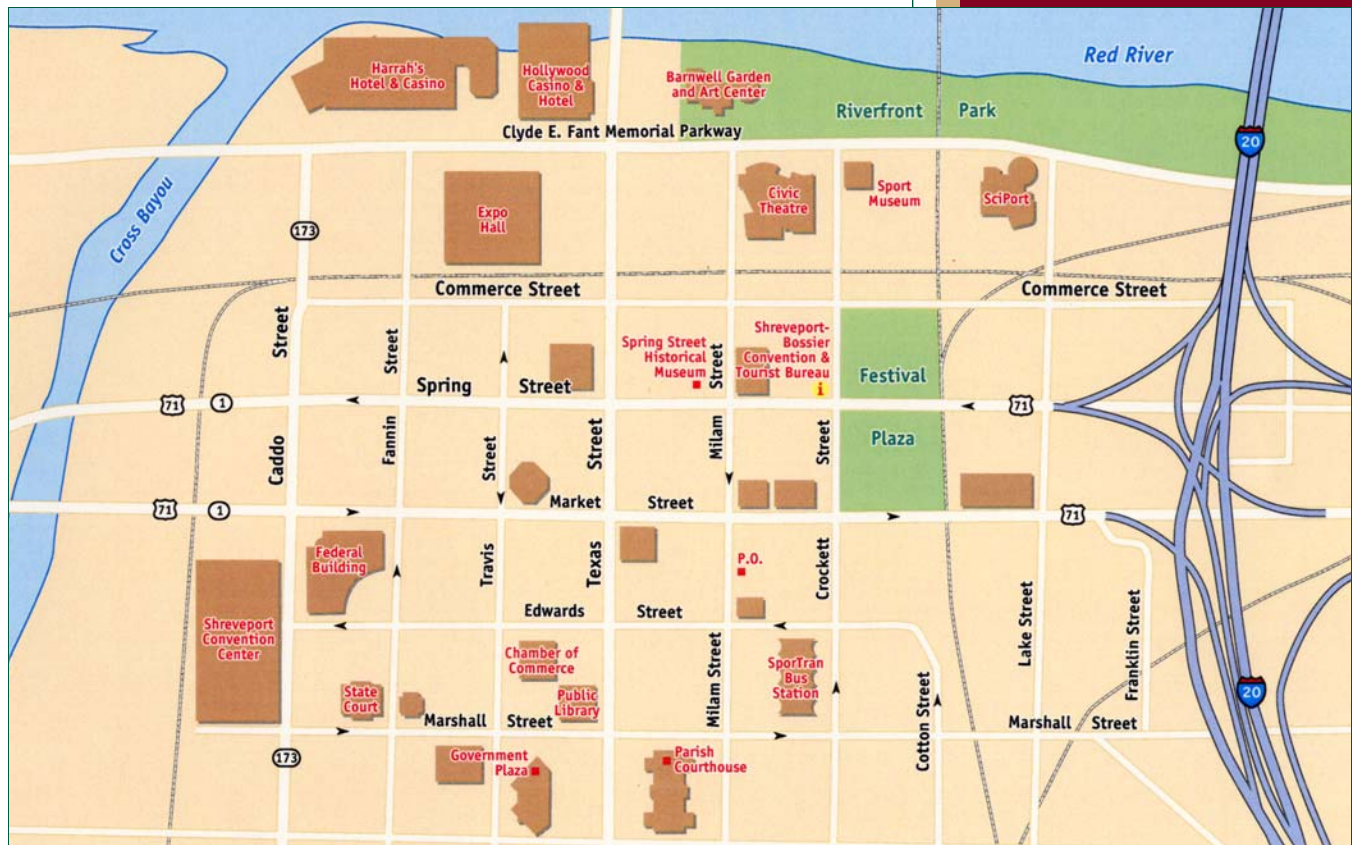 Red River
Harrah's
Hotel & Casino
Hollywood
Casino &
Hotel
Barnwell Garden
and Art Center
Riverfront Park
Clyde E. Fant Memorial Parkway
20
Cross Bayou
173
Expo
Hall
Civic
Theatre
Sport
Museum
SciPort
Commerce Street
Commerce Street
Street
Street
Spring Street
Historical
Museum
Street
Shreveport-
Bossier
Convention &
Tourist Bureau
i
Festival
Spring Street
71
1
71
Caddo
Fannin
Street
Street
Milam
Street
Plaza
71
1
Market Street
71
Federal
Building
Travis
Texas
P.O.
Crockett
Edwards Street
Lake Street
Franklin Street
Shreveport
Convention
Center
Chamber of
Commerce
Milam Street
SporTran
Bus
Station
State
Court
Public
Library
Cotton Street
20
Marshall Street
Marshall Street
173
Government
Plaza
Parish
Courthouse